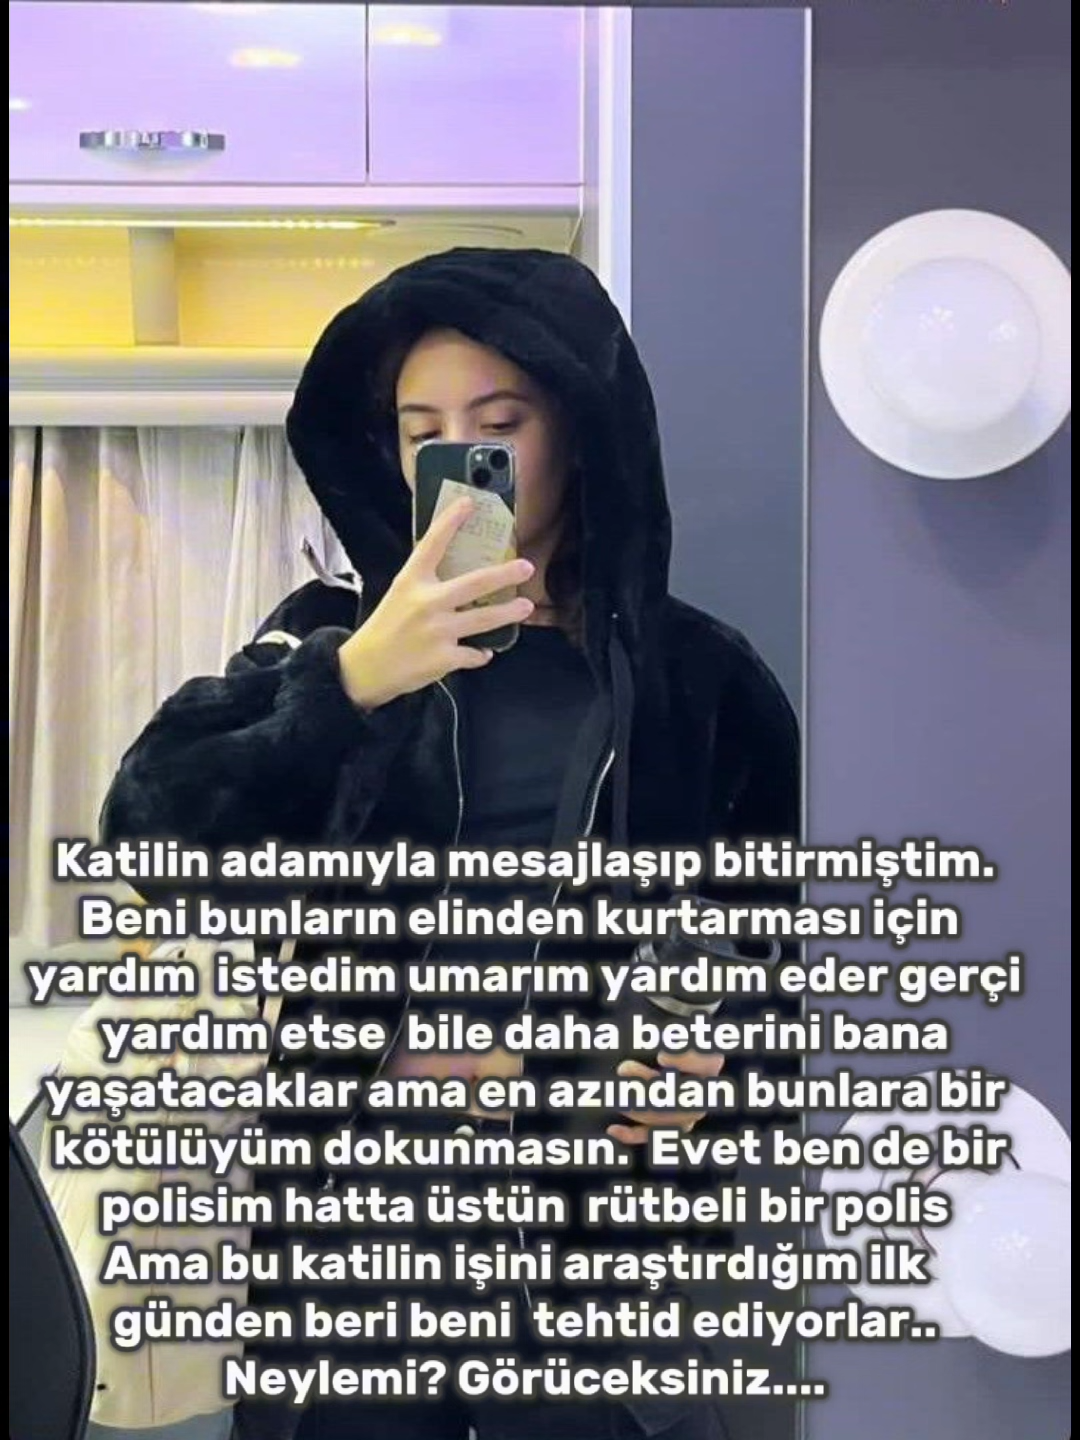 Katilin adamıyla mesajlaşıp bitirmiştim.
Beni bunların elinden kurtarması için
yardım istedim umarım yardım eder gerçi
yardım etse bile daha beterini bana
yaşatacaklar ama en azından bunlara bir
kötülüyüm dokunmasın. Evet ben de bir
polisim hatta üstün rütbeli bir polis
Ama bu katilin işini araştırdığım ilk
günden beri beni tehtid ediyorlar..
Neylemi? Görüceksiniz....